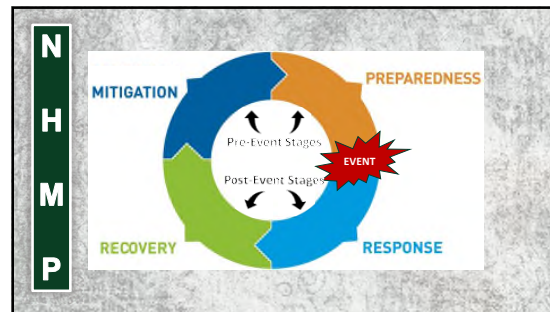 N
H
M
P
MITIGATION
PREPAREDNESS
Pre-Event Stages
EVENT
Post-Event Stages
RECOVERY
RESPONSE